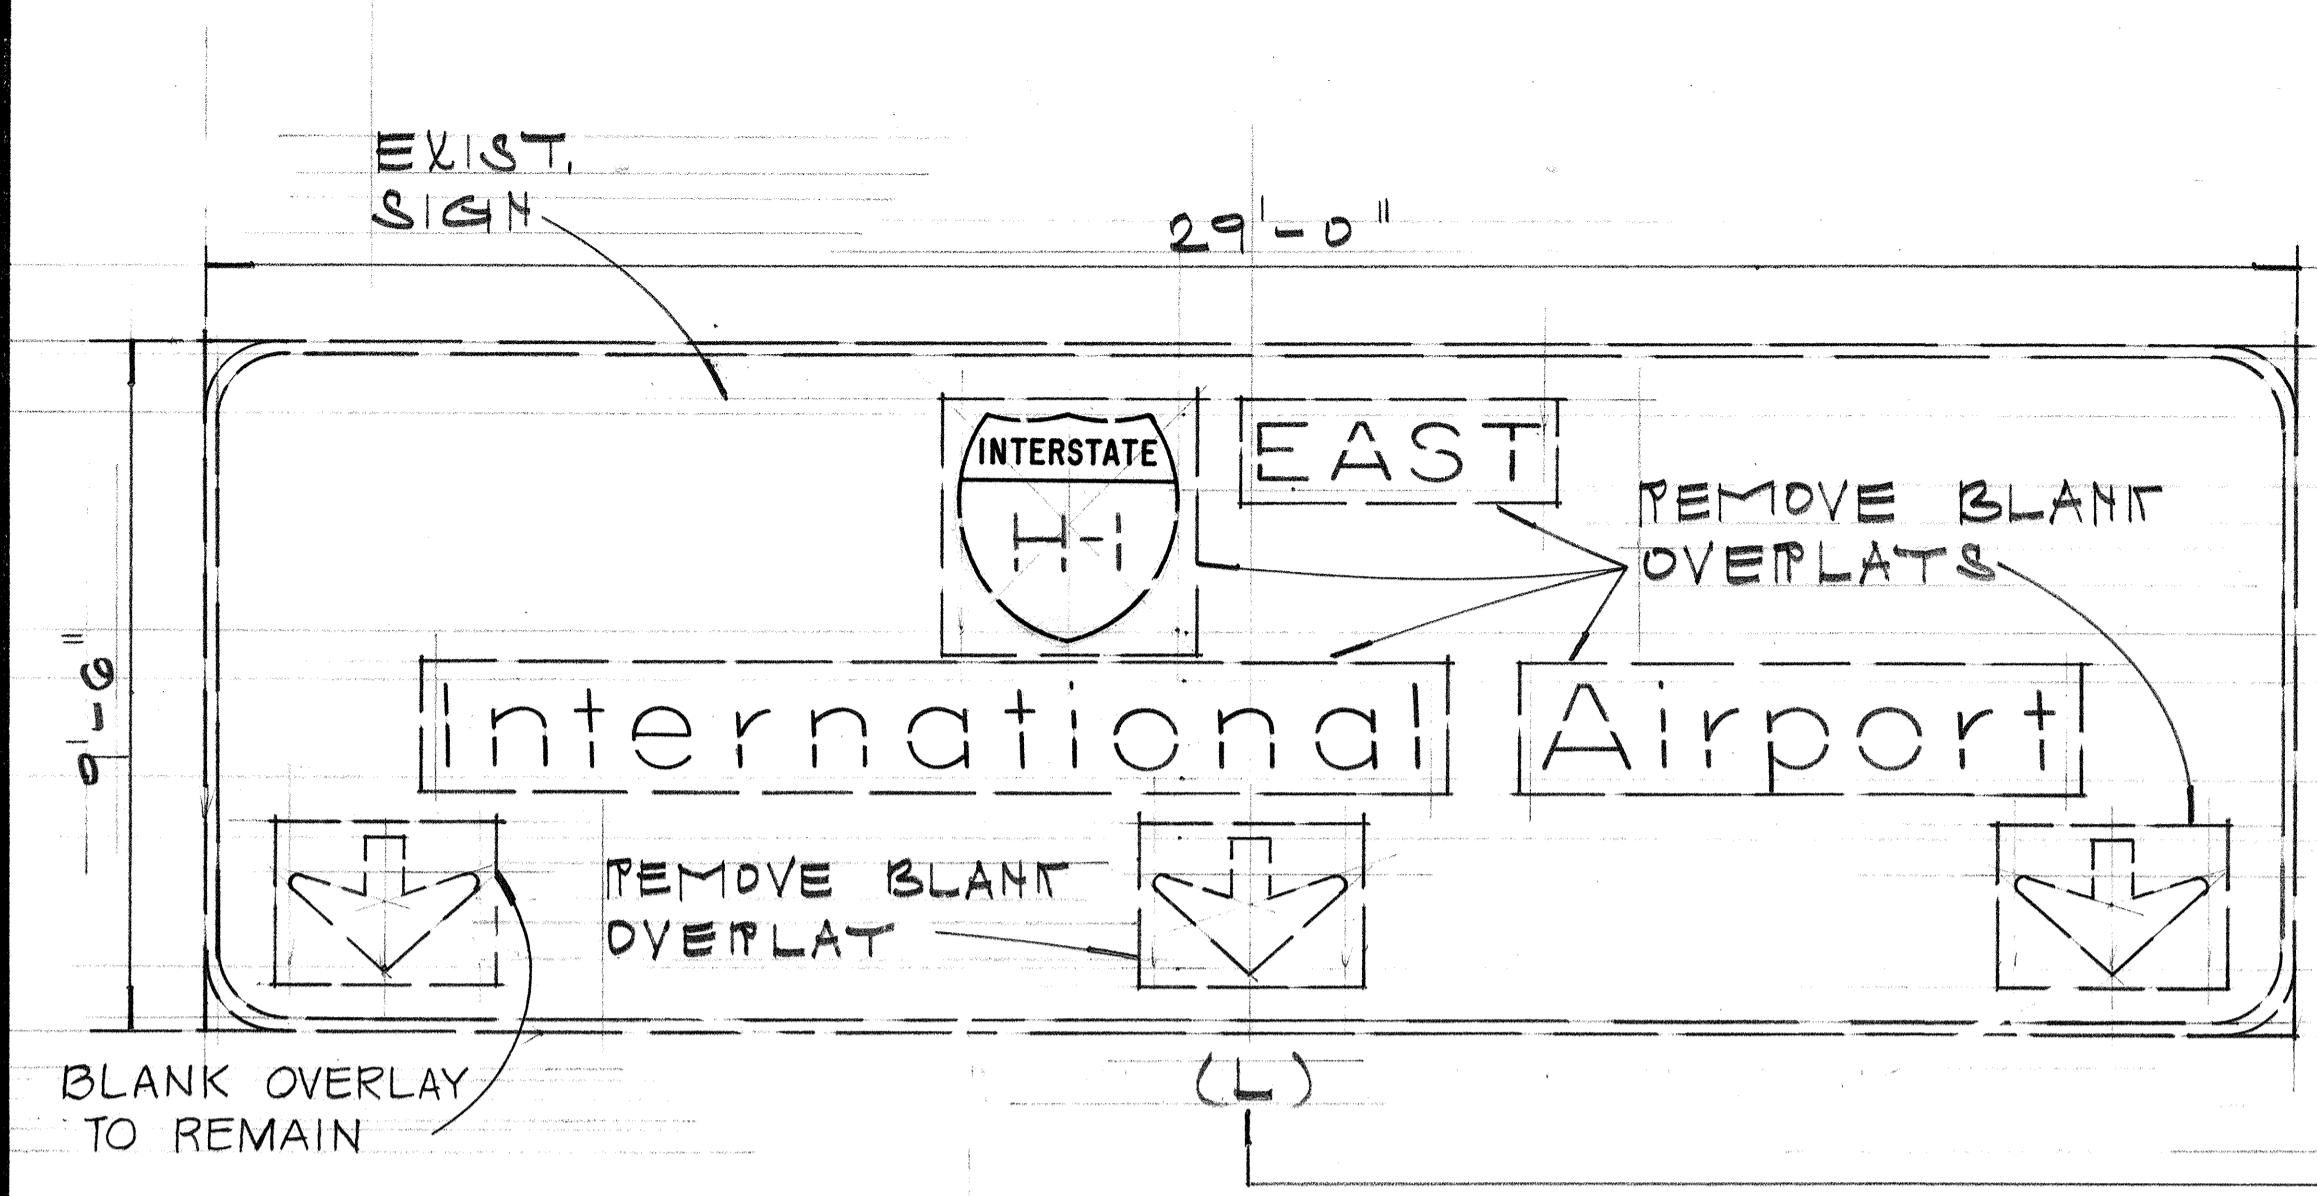 EXIST.
SIGN
29'-0"
INTERSTATE
H-1
EAST
REMOVE BLANK
OVERLAYS
9'-6"
International Airport
REMOVE BLANK
OVERLAY
BLANK OVERLAY
TO REMAIN
(L)